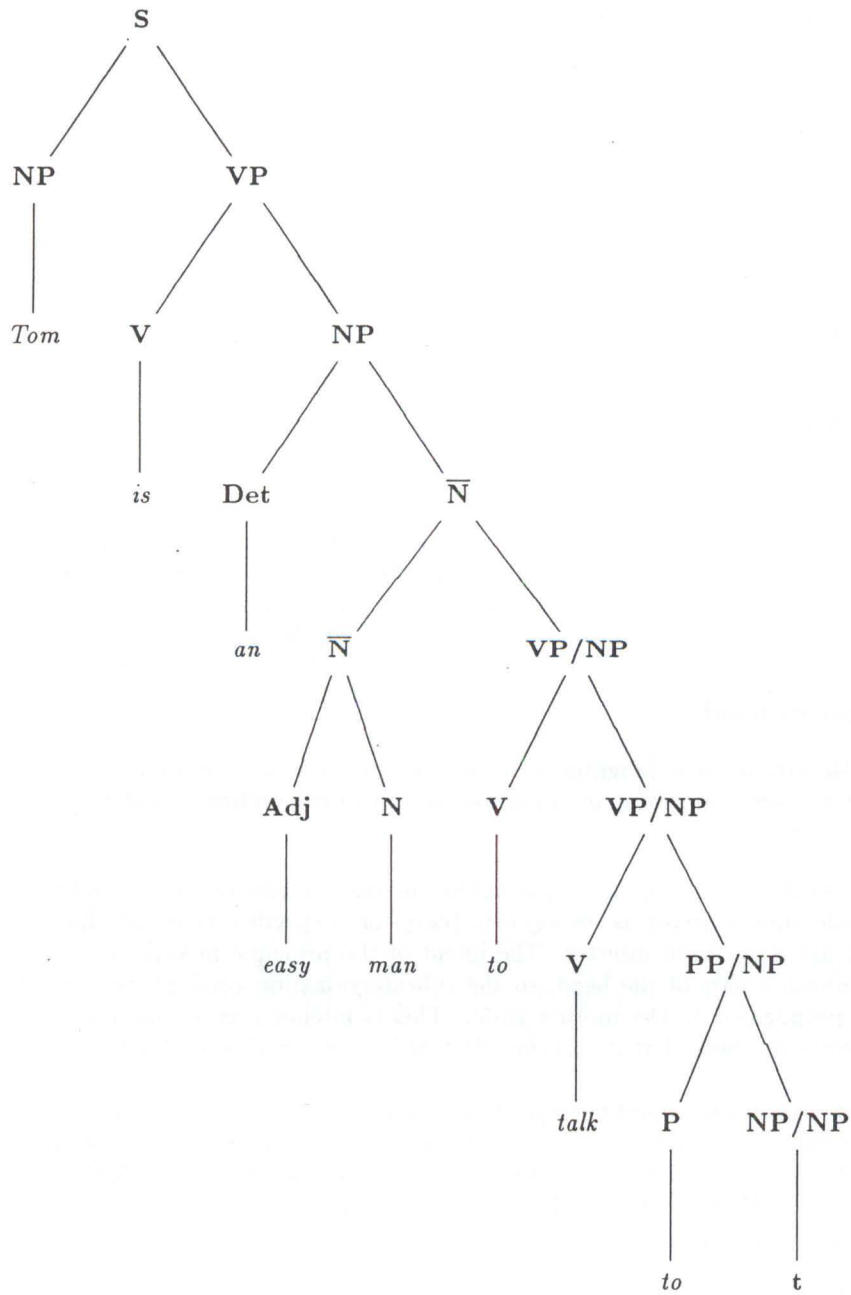 S
NP VP
Tom V NP
is Det N̅
an N̅ VP/NP
Adj N V VP/NP
easy man to V PP/NP
talk P NP/NP
to t